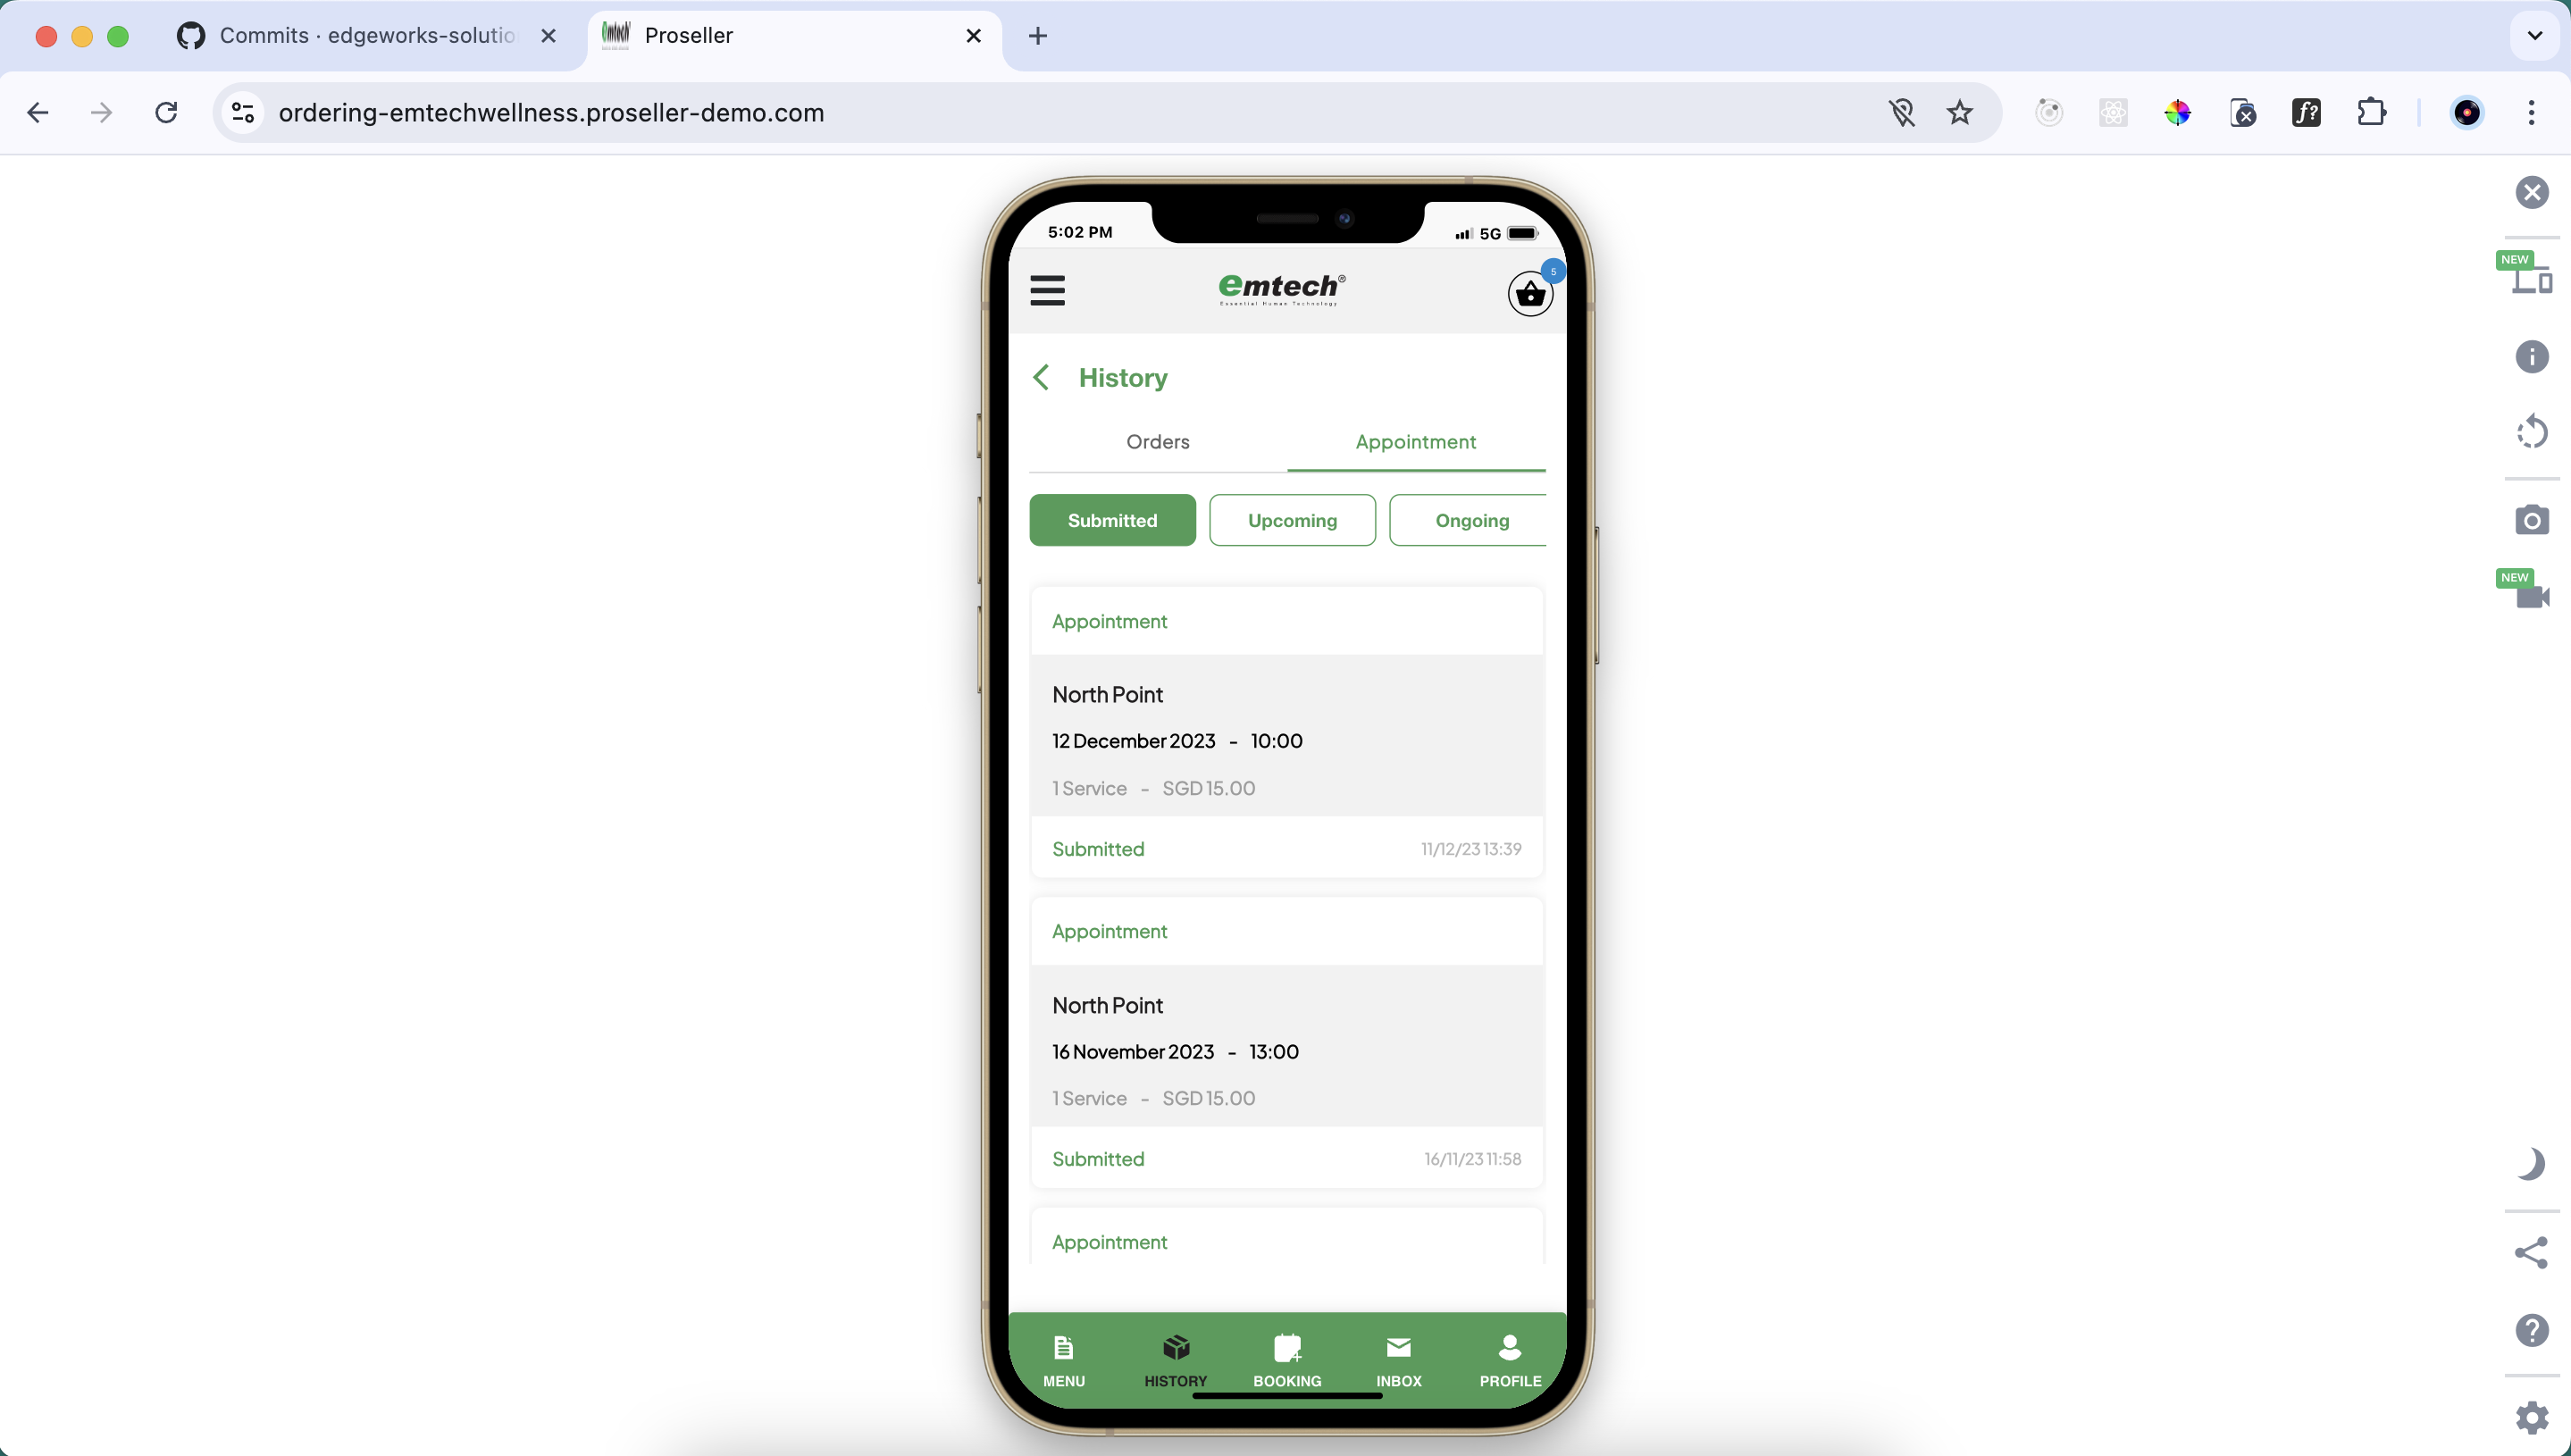 Commits · edgeworks-solutio
Proseller
ordering-emtechwellness.proseller-demo.com
5:02 PM
5G
emtech®
Essential Human Technology
5
History
Orders
Appointment
Submitted
Upcoming
Ongoing
Appointment
North Point
12 December 2023 - 10:00
1 Service - SGD 15.00
Submitted
11/12/23 13:39
Appointment
North Point
16 November 2023 - 13:00
1 Service - SGD 15.00
Submitted
16/11/23 11:58
Appointment
MENU
HISTORY
BOOKING
INBOX
PROFILE
NEW
NEW